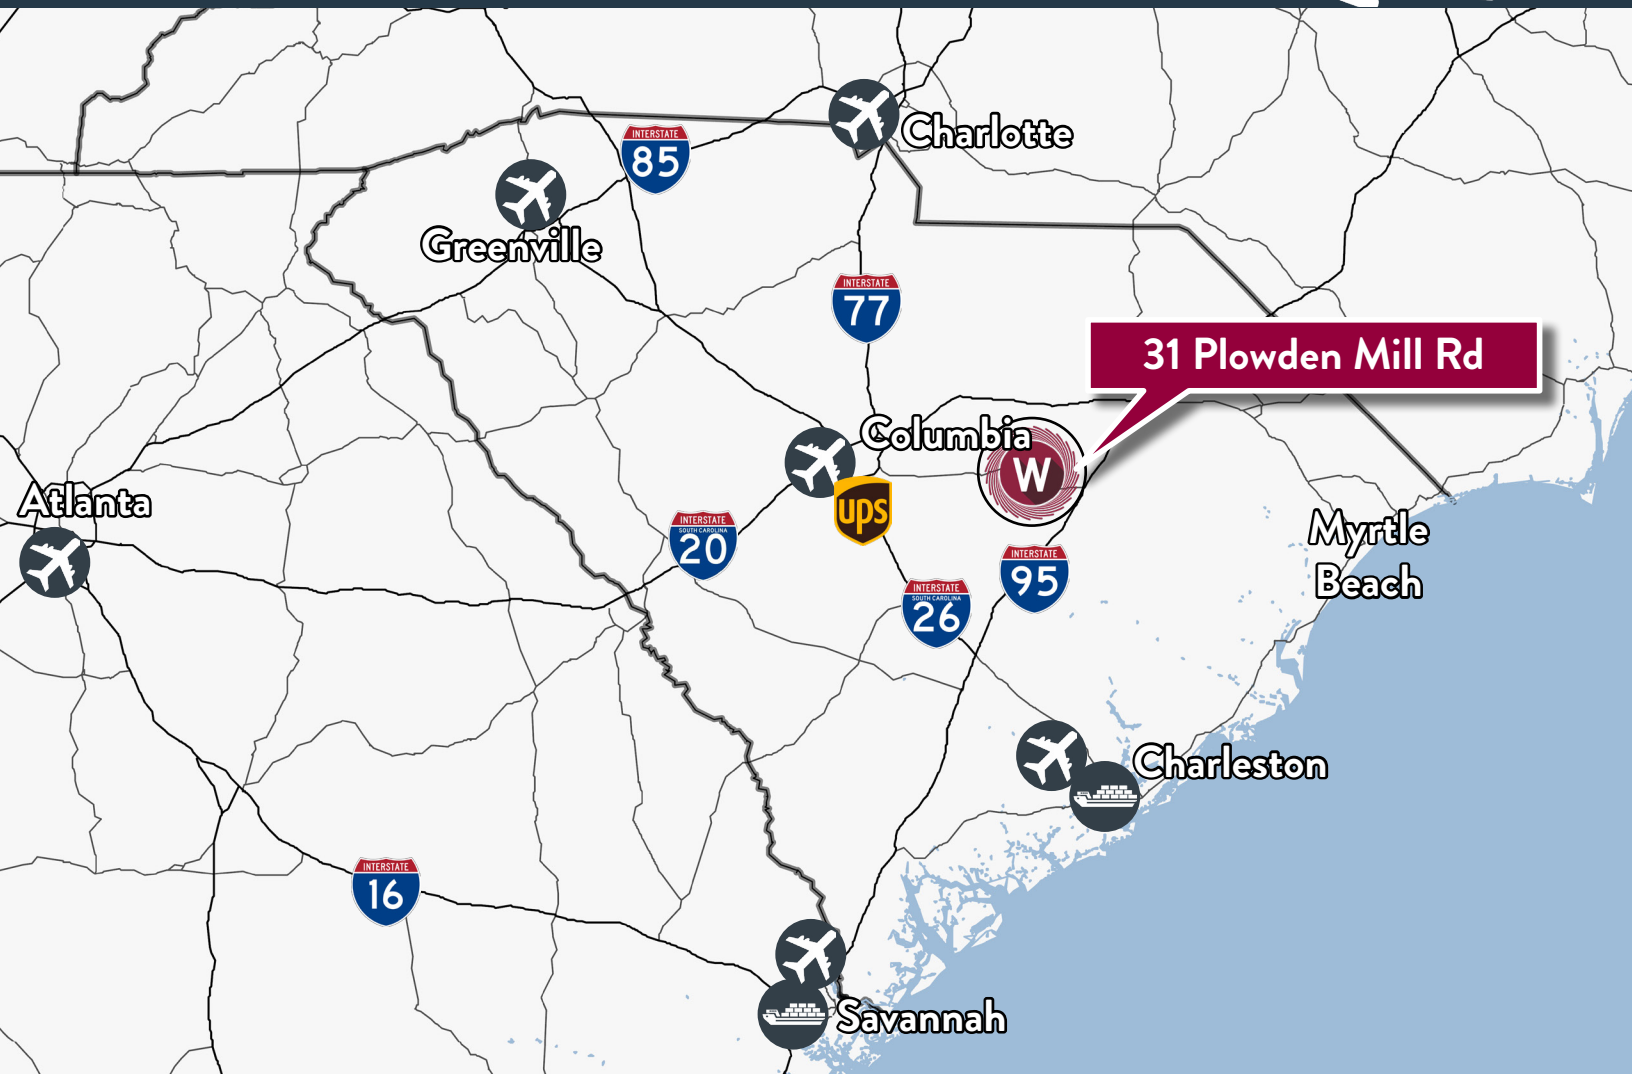 Charlotte
INTERSTATE
85
Greenville
INTERSTATE
77
31 Plowden Mill Rd
Columbia
W
ups
Atlanta
INTERSTATE
SOUTH CAROLINA
20
Myrtle
Beach
INTERSTATE
95
INTERSTATE
SOUTH CAROLINA
26
Charleston
INTERSTATE
16
Savannah